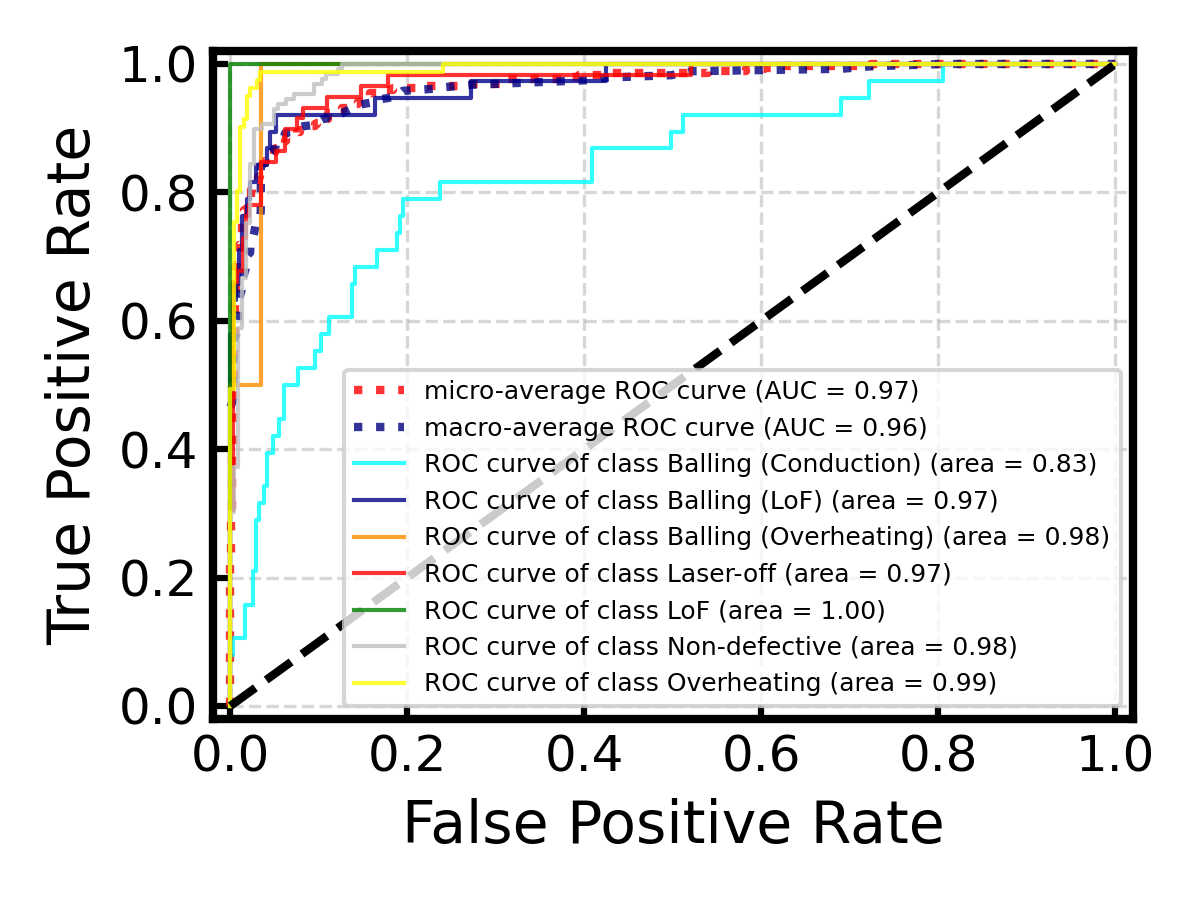 True Positive Rate
1.0
0.8
0.6
0.4
0.2
0.0
micro-average ROC curve (AUC = 0.97)
macro-average ROC curve (AUC = 0.96)
ROC curve of class Balling (Conduction) (area = 0.83)
ROC curve of class Balling (LoF) (area = 0.97)
ROC curve of class Balling (Overheating) (area = 0.98)
ROC curve of class Laser-off (area = 0.97)
ROC curve of class LoF (area = 1.00)
ROC curve of class Non-defective (area = 0.98)
ROC curve of class Overheating (area = 0.99)
0.0 0.2 0.4 0.6 0.8 1.0
False Positive Rate